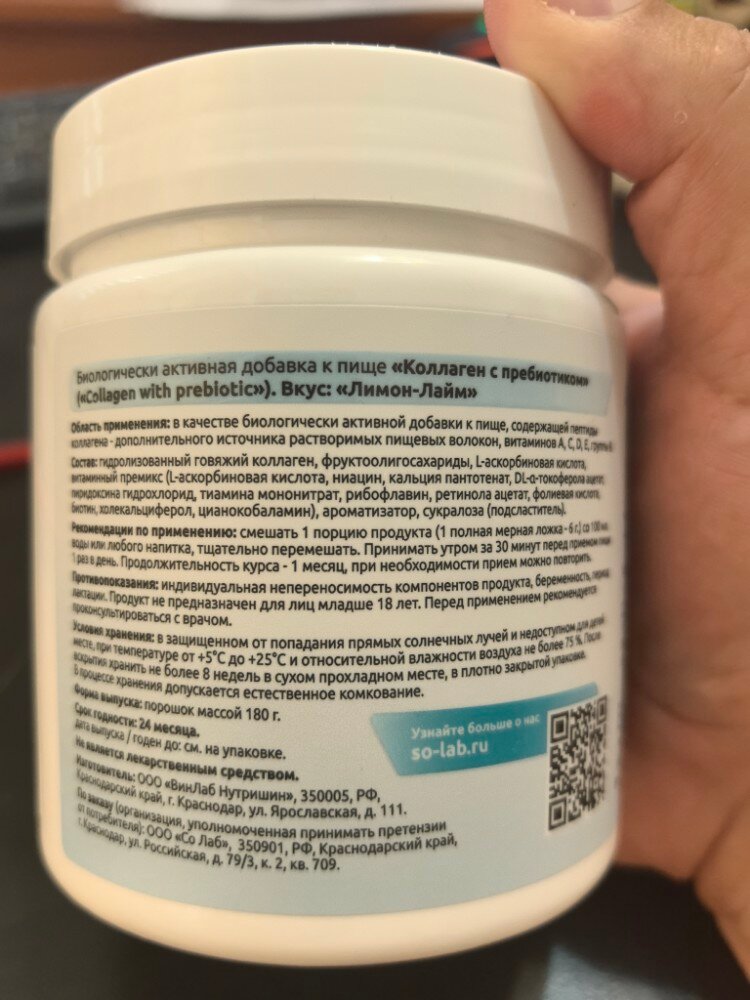 Биологически активная добавка к пище «Коллаген с пребиотиком»
(«Collagen with prebiotic»). Вкус: «Лимон-Лайм»
Область применения: в качестве биологически активной добавки к пище, содержащей пептиды
коллагена - дополнительного источника растворимых пищевых волокон, витаминов А, С, D, E, группы В.
Состав: гидролизованный говяжий коллаген, фруктоолигосахариды, L-аскорбиновая кислота,
витаминный премикс (L-аскорбиновая кислота, ниацин, кальция пантотенат, DL-α-токоферола ацетат,
пиридоксина гидрохлорид, тиамина мононитрат, рибофлавин, ретинола ацетат, фолиевая кислота,
биотин, холекальциферол, цианокобаламин), ароматизатор, сукралоза (подсластитель).
Рекомендации по применению: смешать 1 порцию продукта (1 полная мерная ложка - 6 г.) со 100 мл.
воды или любого напитка, тщательно перемешать. Принимать утром за 30 минут перед приемом пищи
1 раз в день. Продолжительность курса - 1 месяц, при необходимости прием можно повторить.
Противопоказания: индивидуальная непереносимость компонентов продукта, беременность, период
лактации. Продукт не предназначен для лиц младше 18 лет. Перед применением рекомендуется
проконсультироваться с врачом.
Условия хранения: в защищенном от попадания прямых солнечных лучей и недоступном для детей
месте, при температуре от +5°С до +25°С и относительной влажности воздуха не более 75 %. После
вскрытия хранить не более 8 недель в сухом прохладном месте, в плотно закрытой упаковке.
В процессе хранения допускается естественное комкование.
Форма выпуска: порошок массой 180 г.
Срок годности: 24 месяца.
Дата выпуска / годен до: см. на упаковке.
Не является лекарственным средством.
Изготовитель: ООО «ВинЛаб Нутришин», 350005, РФ,
Краснодарский край, г. Краснодар, ул. Ярославская, д. 111.
По заказу (организация, уполномоченная принимать претензии
от потребителя): ООО «Со Лаб», 350901, РФ, Краснодарский край,
г.Краснодар, ул. Российская, д. 79/3, к. 2, кв. 709.
Узнайте больше о нас
so-lab.ru